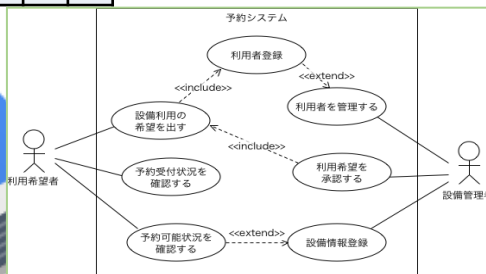 予約システム
利用者登録
<<include>>
<<extend>>
設備利用の
希望を出す
利用者を管理する
<<include>>
利用希望者
予約受付状況を
確認する
利用希望を
承認する
設備管理
予約可能状況を
確認する
<<extend>>
設備情報登録